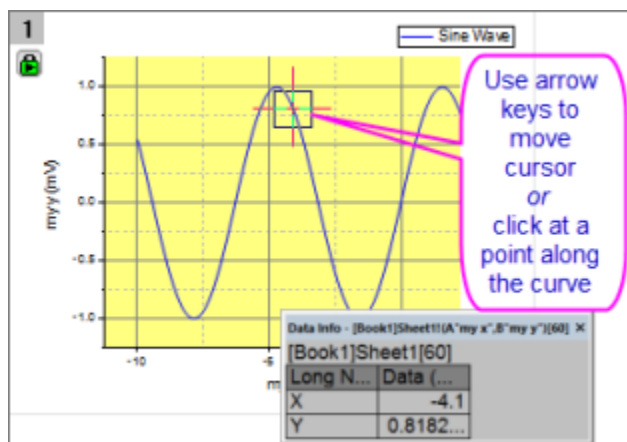 1
Sine Wave
1.0
0.5
0.0
-0.5
-1.0
my y (mV)
-10
-5
Use arrow
keys to
move
cursor
or
click at a
point along
the curve
Data Info - [Book1]Sheet1!(A"my x",B"my y")[60] ×
[Book1]Sheet1[60]
Long N... Data (...
X -4.1
Y 0.8182...